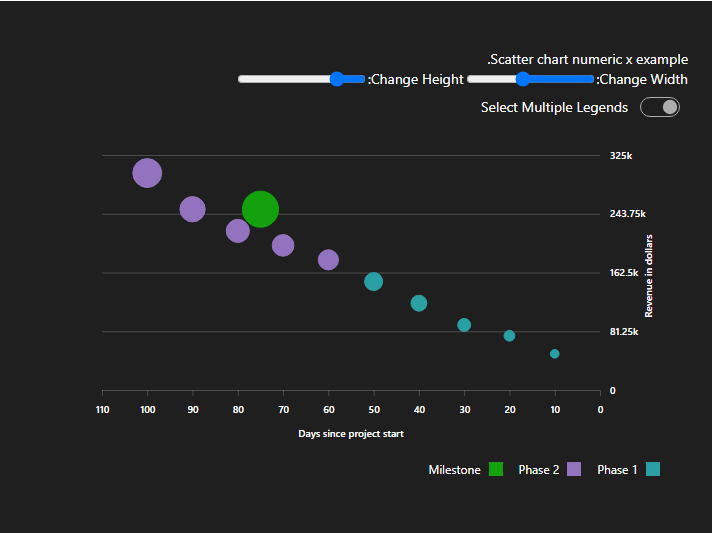 .Scatter chart numeric x example
:Change Height :Change Width
Select Multiple Legends
325k
243.75k
162.5k
81.25k
0
Revenue in dollars
110 100 90 80 70 60 50 40 30 20 10 0
Days since project start
Milestone Phase 2 Phase 1